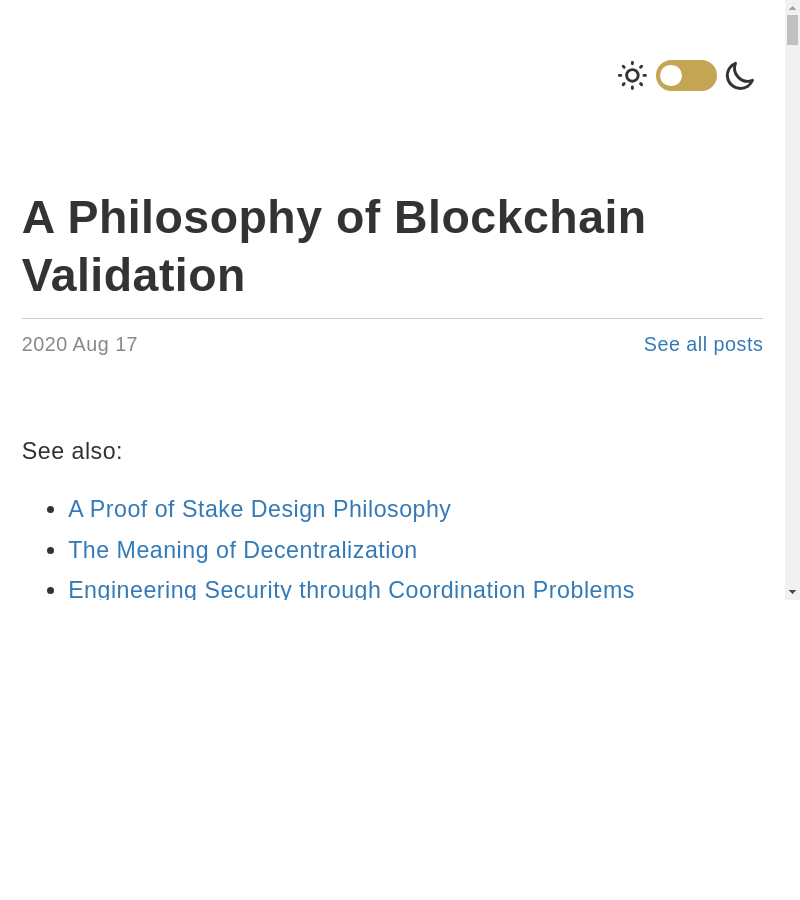 A Philosophy of Blockchain
Validation
2020 Aug 17
See all posts
See also:
A Proof of Stake Design Philosophy
The Meaning of Decentralization
Engineering Security through Coordination Problems